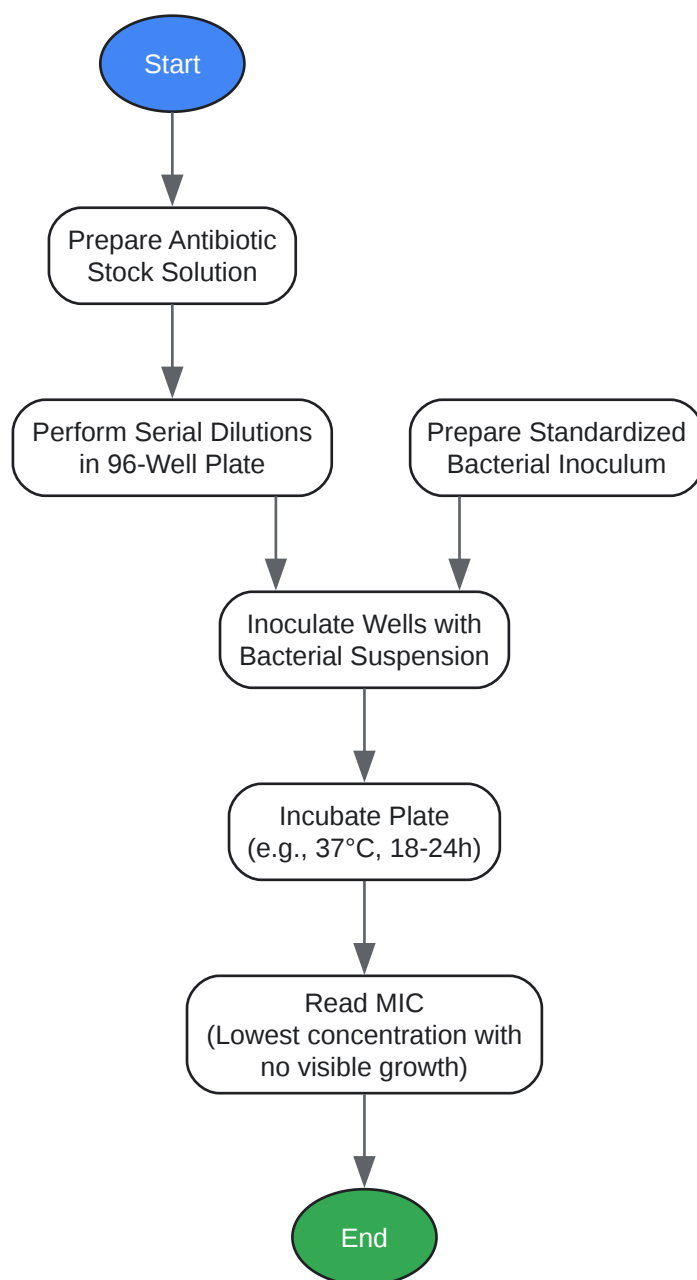 Start
Prepare Antibiotic
Stock Solution
Perform Serial Dilutions
in 96-Well Plate
Prepare Standardized
Bacterial Inoculum
Inoculate Wells with
Bacterial Suspension
Incubate Plate
(e.g., 37°C, 18-24h)
Read MIC
(Lowest concentration with
no visible growth)
End